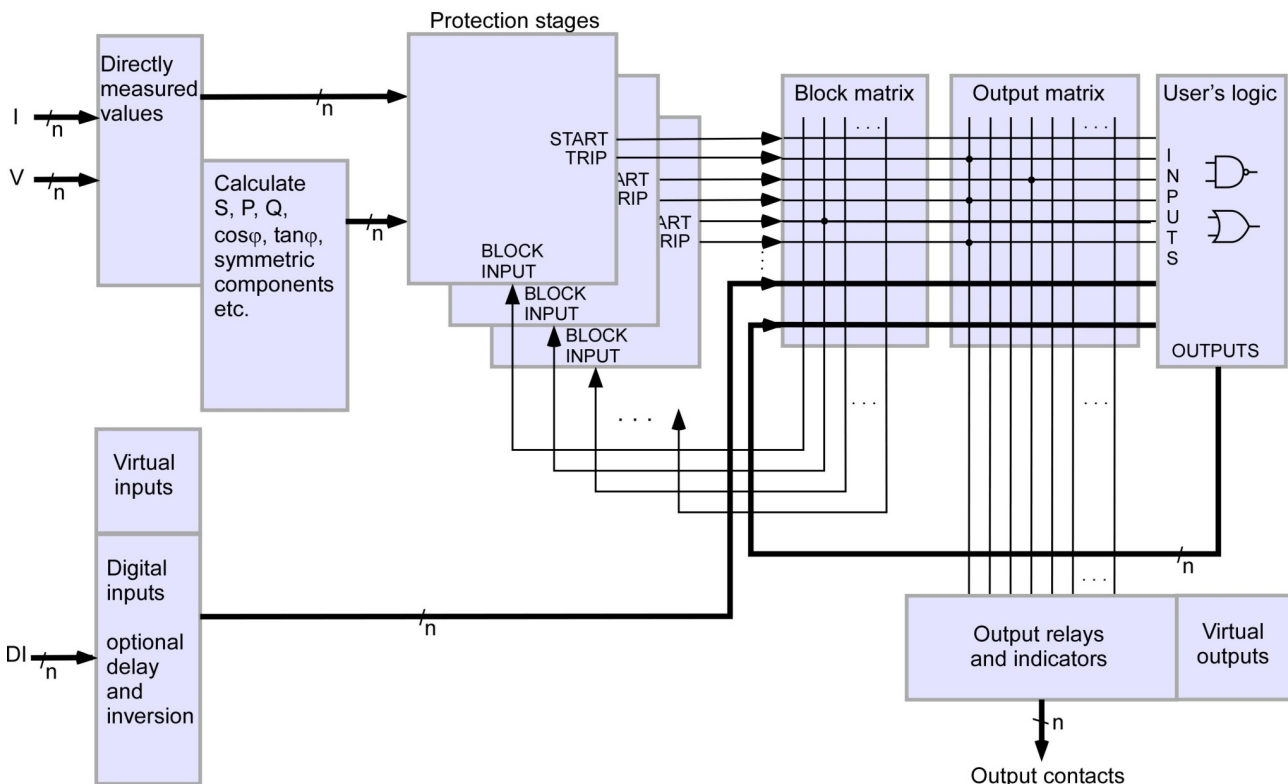 Protection stages
Directly
measured
values
I
n
V
n
n
Calculate
S, P, Q,
cosφ, tanφ,
symmetric
components
etc.
n
START
TRIP
ART
RIP
ART
RIP
BLOCK
INPUT
BLOCK
INPUT
BLOCK
INPUT
Block matrix
. . .
. . .
Output matrix
. . .
. . .
. . .
User's logic
I
N
P
U
T
S
OUTPUTS
n
. . .
Virtual
inputs
Digital
inputs
optional
delay
and
inversion
DI
n
n
Output relays
and indicators
Virtual
outputs
n
Output contacts